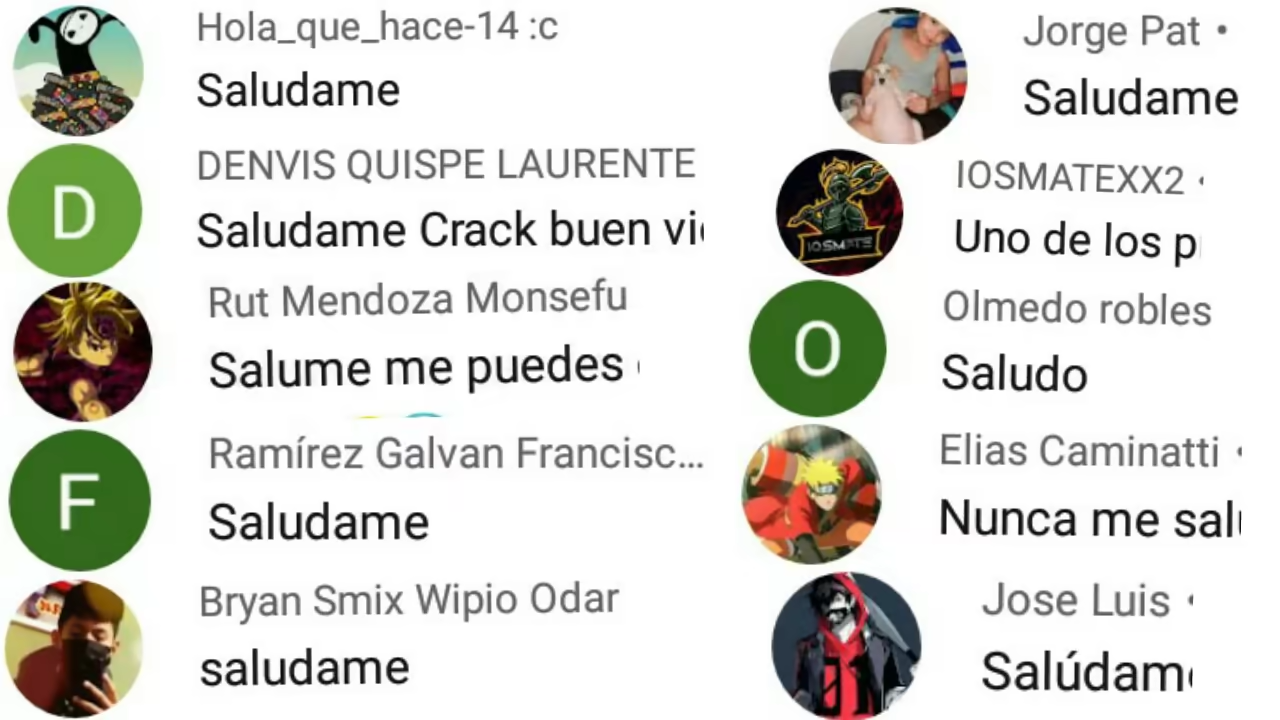 Hola_que_hace-14 :c
Saludame
DENVIS QUISPE LAURENTE
Saludame Crack buen
Rut Mendoza Monsefu
Salume me puedes
Ramírez Galvan Francisc...
Saludame
Bryan Smix Wipio Odar
saludame
Jorge Pat •
Saludame
IOSMATEXX2 •
Uno de los
Olmedo robles
Saludo
Elias Caminatti •
Nunca me
Jose Luis •
Salúdam
D
F
O
IOSMATE